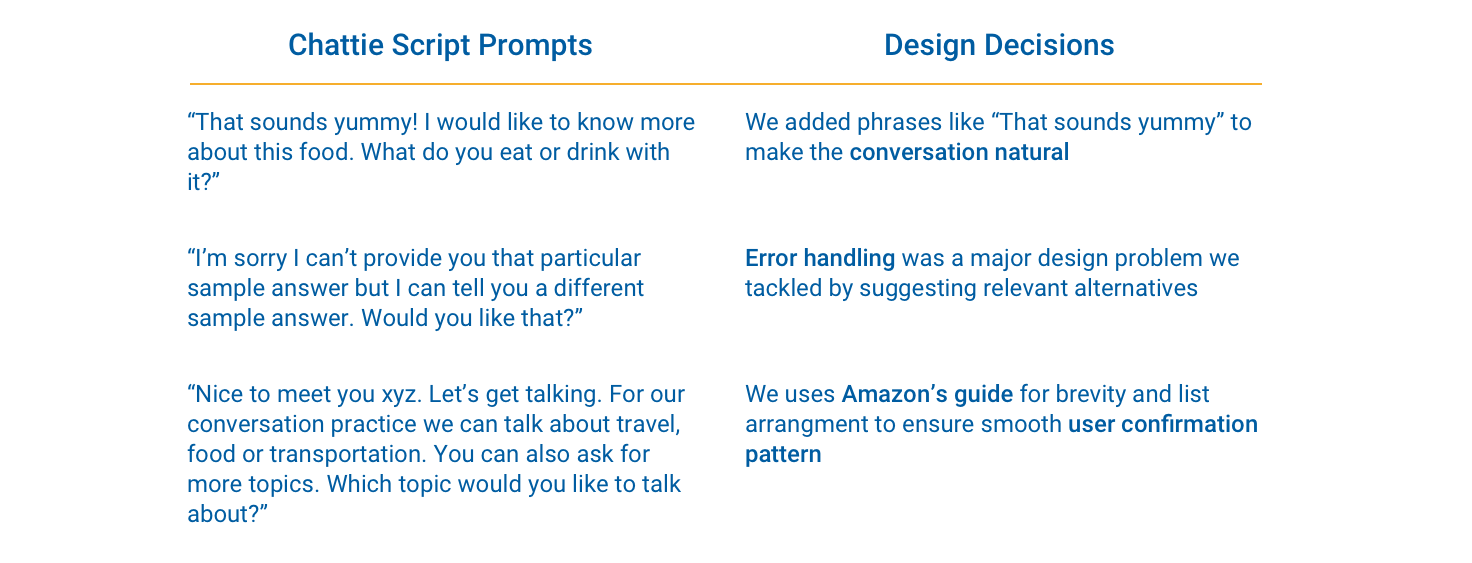 Chattie Script Prompts
Design Decisions
“That sounds yummy! I would like to know more
about this food. What do you eat or drink with
it?”
We added phrases like “That sounds yummy” to
make the conversation natural
“I’m sorry I can’t provide you that particular
sample answer but I can tell you a different
sample answer. Would you like that?”
Error handling was a major design problem we
tackled by suggesting relevant alternatives
“Nice to meet you xyz. Let’s get talking. For our
conversation practice we can talk about travel,
food or transportation. You can also ask for
more topics. Which topic would you like to talk
about?”
We uses Amazon’s guide for brevity and list
arrangment to ensure smooth user confirmation
pattern